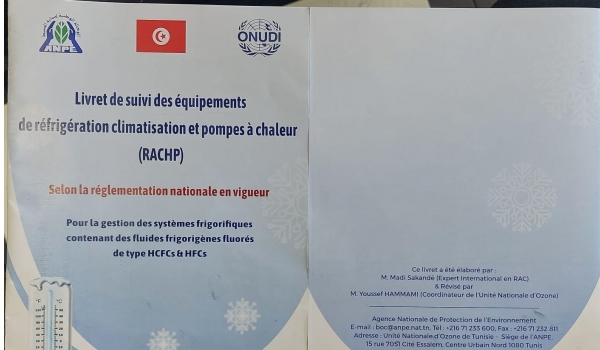 ANPE
ONUDI
Livret de suivi des équipements
de réfrigération climatisation et pompes à chaleur
(RACHP)
Selon la réglementation nationale en vigueur
Pour la gestion des systèmes frigorifiques
contenant des fluides frigorigènes fluorés
de type HCFCs & HFCs
Ce livret a été élaboré par :
M. Madi Sakandé (Expert International en RAC)
& Révisé par
M. Youssef HAMMAMI (Coordinateur de l'Unité Nationale d'Ozone)
Agence Nationale de Protection de l'Environnement
E-mail : boc@anpe.nat.tn, Tél : +216 71 233 600, Fax : +216 71 232 811
Adresse : Unité Nationale d'Ozone de Tunisie - Siège de l'ANPE
15 rue 7051 Cité Essalem, Centre Urbain Nord 1080 Tunis